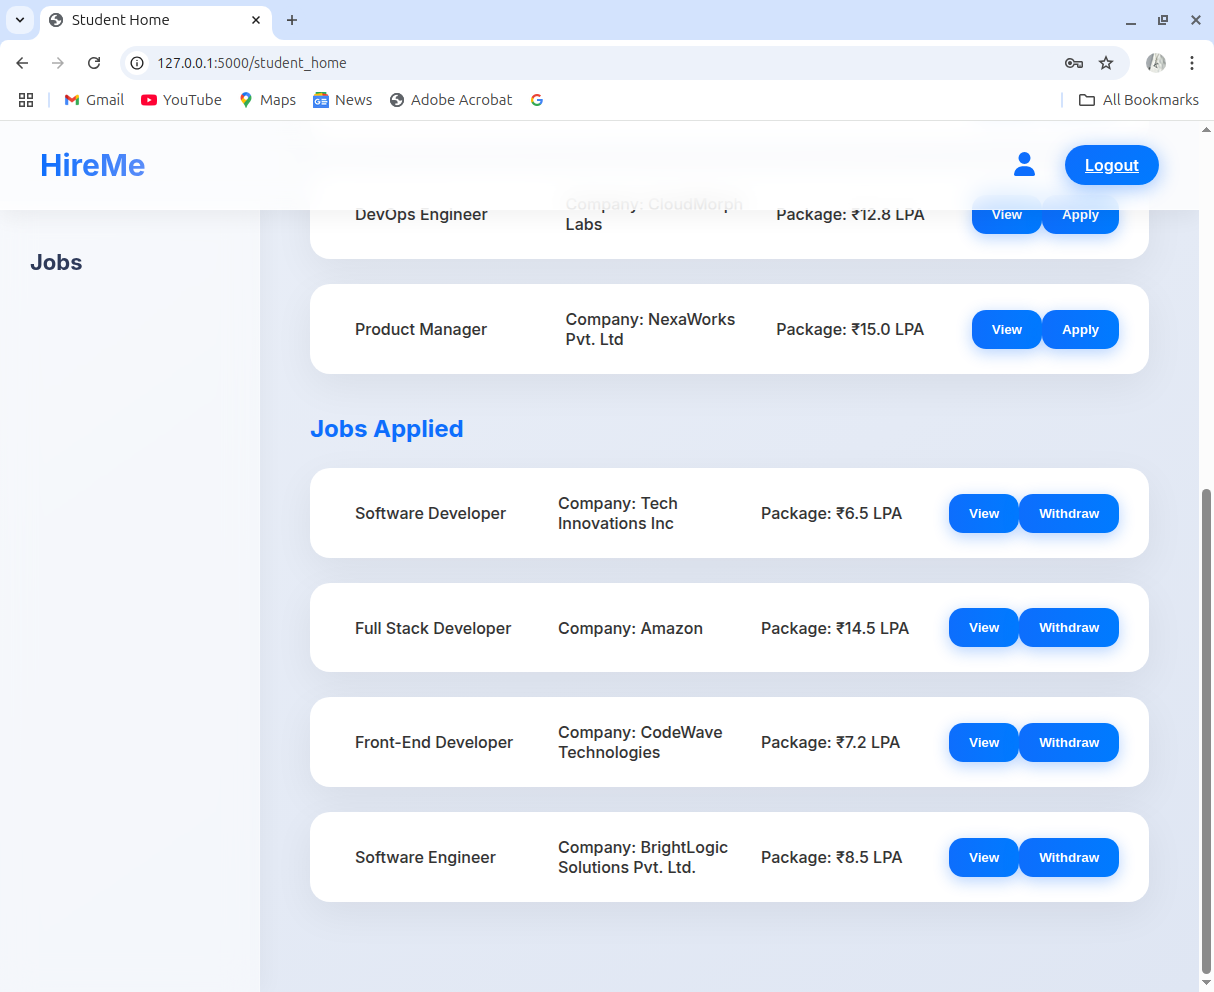 Student Home
127.0.0.1:5000/student_home
Gmail YouTube Maps News Adobe Acrobat All Bookmarks
HireMe Logout
Jobs
DevOps Engineer Company: CloudMorph Labs Package: ₹12.8 LPA View Apply
Product Manager Company: NexaWorks Pvt. Ltd Package: ₹15.0 LPA View Apply
Jobs Applied
Software Developer Company: Tech Innovations Inc Package: ₹6.5 LPA View Withdraw
Full Stack Developer Company: Amazon Package: ₹14.5 LPA View Withdraw
Front-End Developer Company: CodeWave Technologies Package: ₹7.2 LPA View Withdraw
Software Engineer Company: BrightLogic Solutions Pvt. Ltd. Package: ₹8.5 LPA View Withdraw